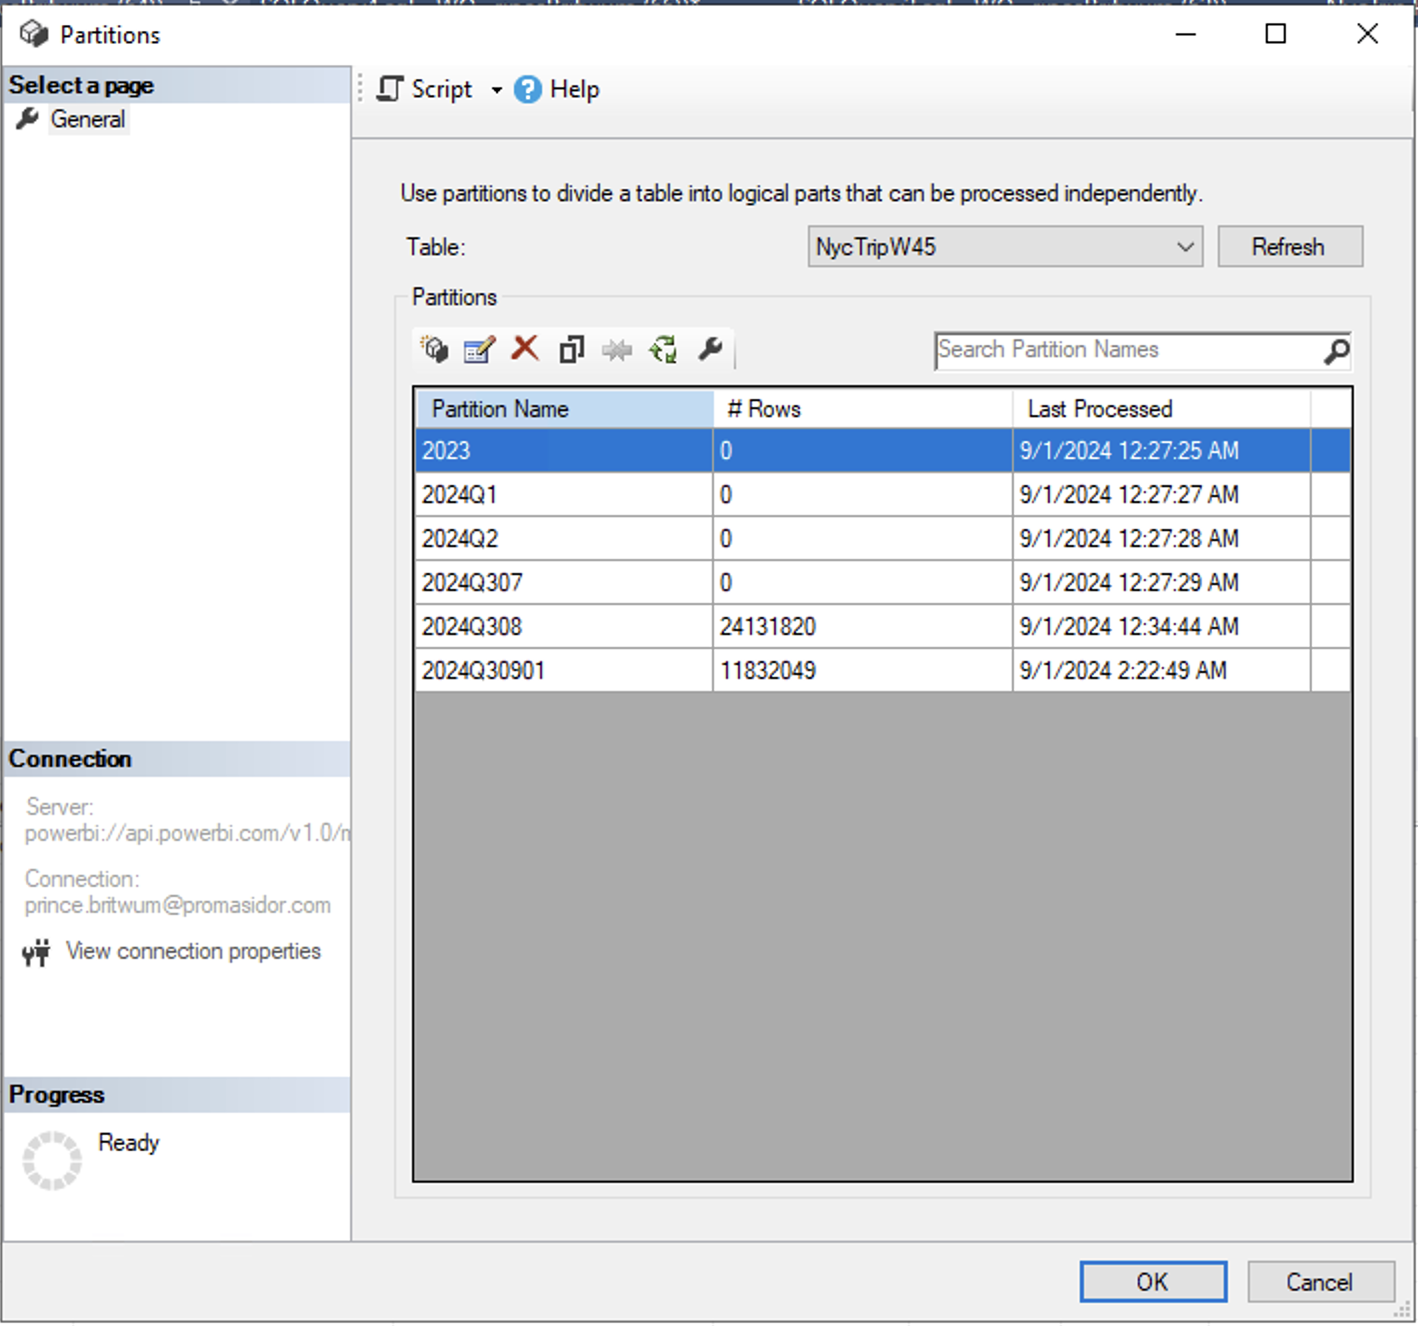 Partitions
Select a page
General
Script
Help
Use partitions to divide a table into logical parts that can be processed independently.
Table:
NycTripW45
Refresh
Partitions
Search Partition Names
Partition Name # Rows Last Processed
2023 0 9/1/2024 12:27:25 AM
2024Q1 0 9/1/2024 12:27:27 AM
2024Q2 0 9/1/2024 12:27:28 AM
2024Q307 0 9/1/2024 12:27:29 AM
2024Q308 24131820 9/1/2024 12:34:44 AM
2024Q30901 11832049 9/1/2024 2:22:49 AM
Connection
Server:
powerbi://api.powerbi.com/v1.0/m
Connection:
prince.britwum@promasidor.com
View connection properties
Progress
Ready
OK
Cancel